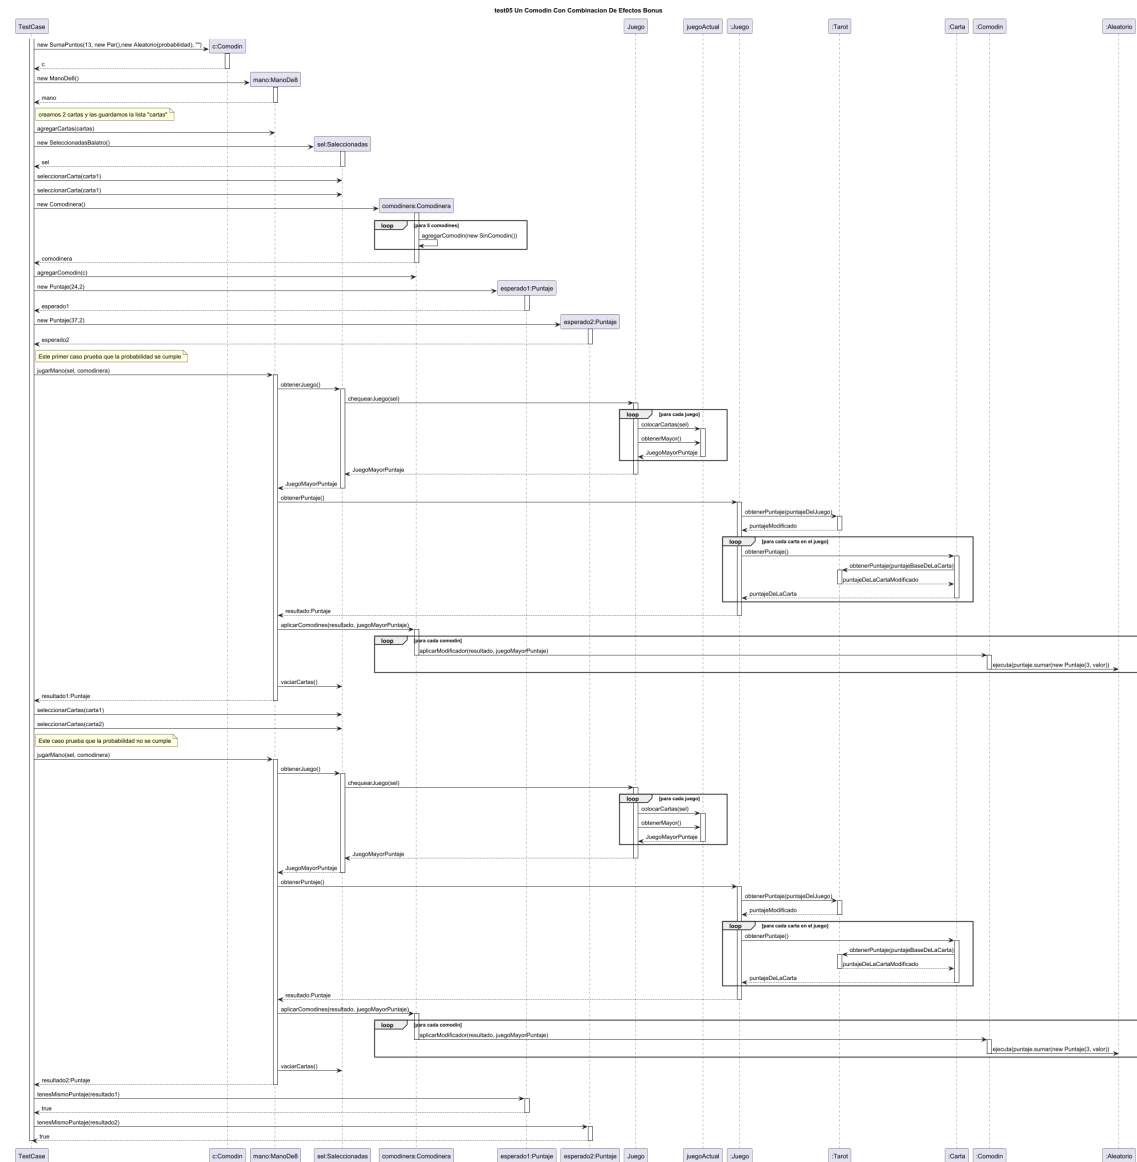 test05 Un Comodin Con Combinacion De Efectos Bonus
TestCase Juego juegoActual :Juego :Tarot :Carta :Comodin :Aleatorio
new SumaPuntos(13, new Par(),new Aleatorio(probabilidad), "") c:Comodin
c
new ManoDe8() mano:ManoDe8
mano
creamos 2 cartas y las guardamos la lista "cartas"
agregarCartas(cartas)
new SeleccionadasBalatro() sel:Saleccionadas
sel
seleccionarCarta(carta1)
seleccionarCarta(carta1)
new Comodinera() comodinera:Comodinera
loop [para 5 comodines]
agregarComodin(new SinComodin())
comodinera
agregarComodin(c)
new Puntaje(24,2) esperado1:Puntaje
esperado1
new Puntaje(37,2) esperado2:Puntaje
esperado2
Este primer caso prueba que la probabilidad se cumple
jugarMano(sel, comodinera)
obtenerJuego()
chequearJuego(sel)
loop [para cada juego]
colocarCartas(sel)
obtenerMayor()
JuegoMayorPuntaje
JuegoMayorPuntaje
JuegoMayorPuntaje
obtenerPuntaje()
obtenerPuntaje(puntajeDelJuego)
puntajeModificado
loop [para cada carta en el juego]
obtenerPuntaje()
obtenerPuntaje(puntajeBaseDeLaCarta)
puntajeDeLaCartaModificado
puntajeDeLaCarta
resultado:Puntaje
aplicarComodines(resultado, juegoMayorPuntaje)
loop [para cada comodin]
aplicarModificador(resultado, juegoMayorPuntaje)
ejecuta(puntaje.sumar(new Puntaje(3, valor))
vaciarCartas()
resultado1:Puntaje
seleccionarCartas(carta1)
seleccionarCartas(carta2)
Este caso prueba que la probabilidad no se cumple
jugarMano(sel, comodinera)
obtenerJuego()
chequearJuego(sel)
loop [para cada juego]
colocarCartas(sel)
obtenerMayor()
JuegoMayorPuntaje
JuegoMayorPuntaje
JuegoMayorPuntaje
obtenerPuntaje()
obtenerPuntaje(puntajeDelJuego)
puntajeModificado
loop [para cada carta en el juego]
obtenerPuntaje()
obtenerPuntaje(puntajeBaseDeLaCarta)
puntajeDeLaCartaModificado
puntajeDeLaCarta
resultado:Puntaje
aplicarComodines(resultado, juegoMayorPuntaje)
loop [para cada comodin]
aplicarModificador(resultado, juegoMayorPuntaje)
ejecuta(puntaje.sumar(new Puntaje(3, valor))
vaciarCartas()
resultado2:Puntaje
tenesMismoPuntaje(resultado1)
true
tenesMismoPuntaje(resultado2)
true
TestCase c:Comodin mano:ManoDe8 sel:Saleccionadas comodinera:Comodinera esperado1:Puntaje esperado2:Puntaje Juego juegoActual :Juego :Tarot :Carta :Comodin :Aleatorio